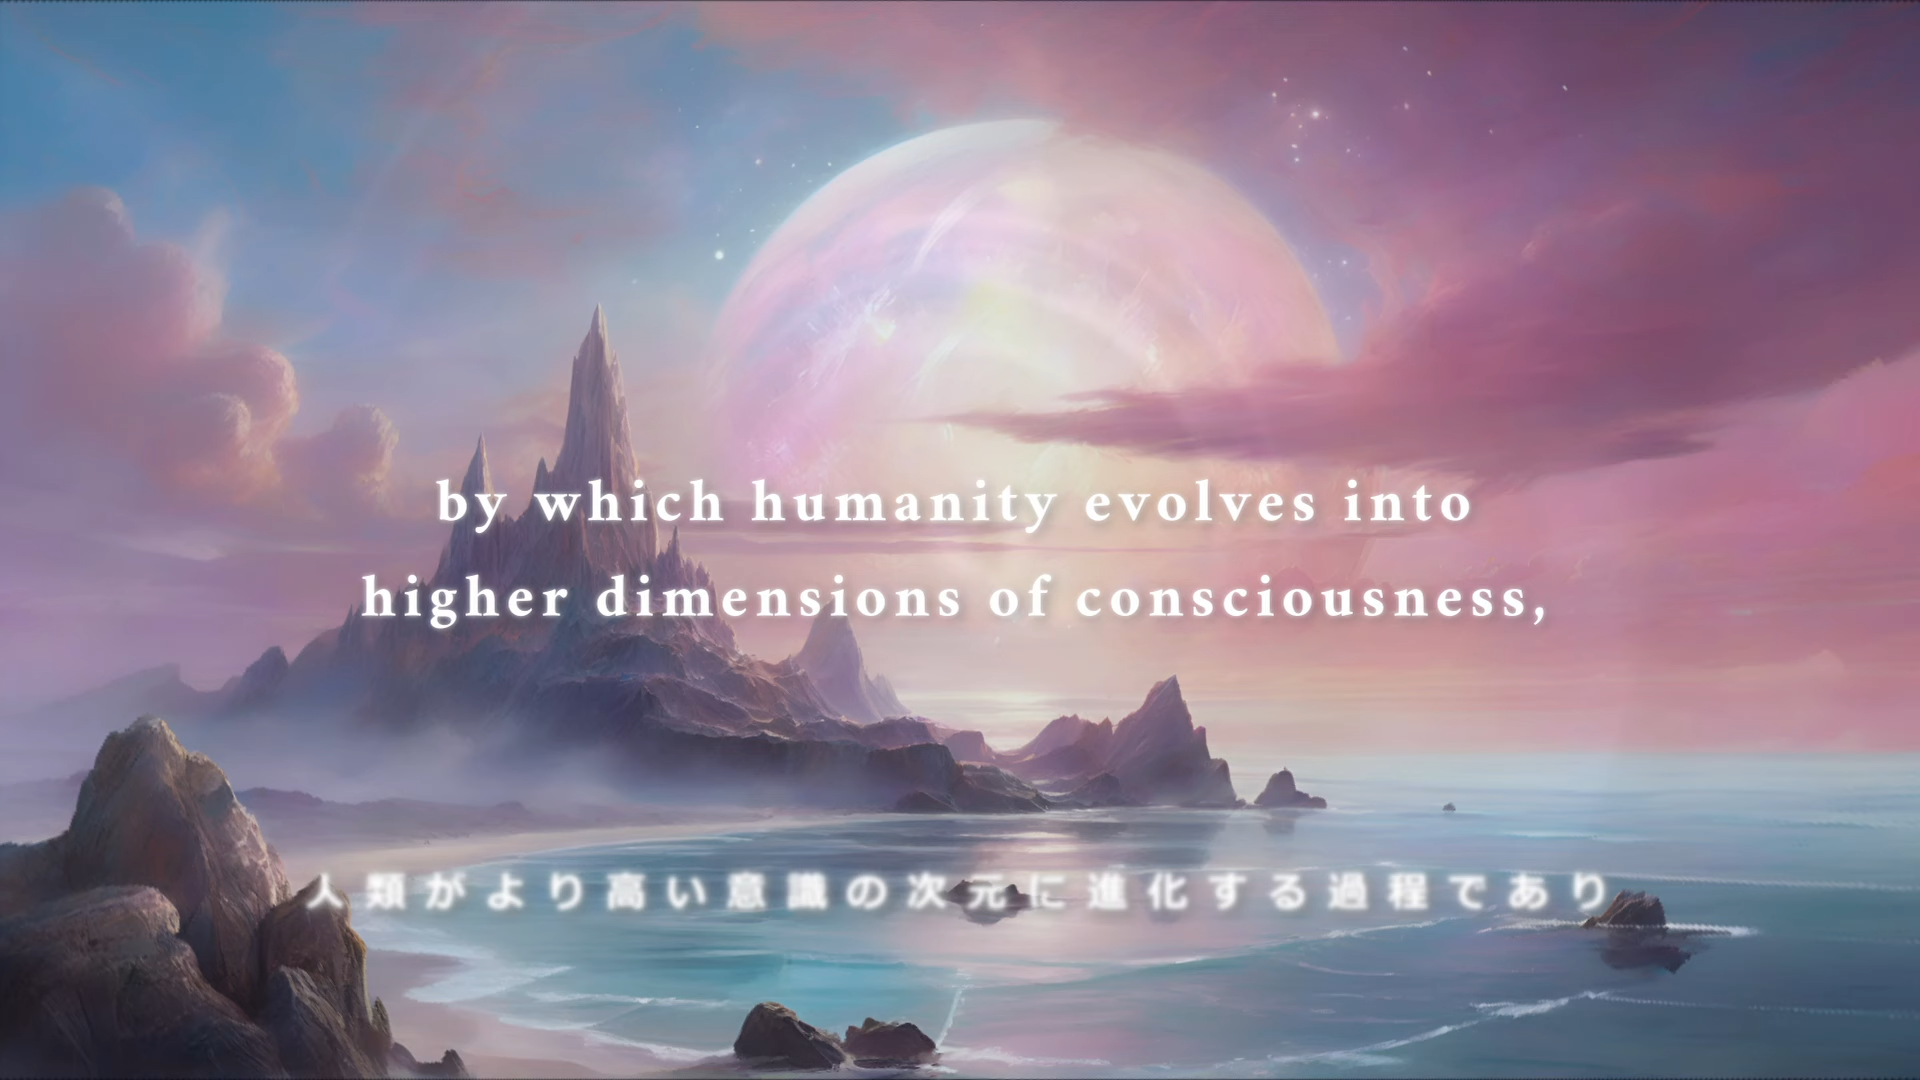 by which humanity evolves into
higher dimensions of consciousness,
人類がより高い意識の次元に進化する過程であり